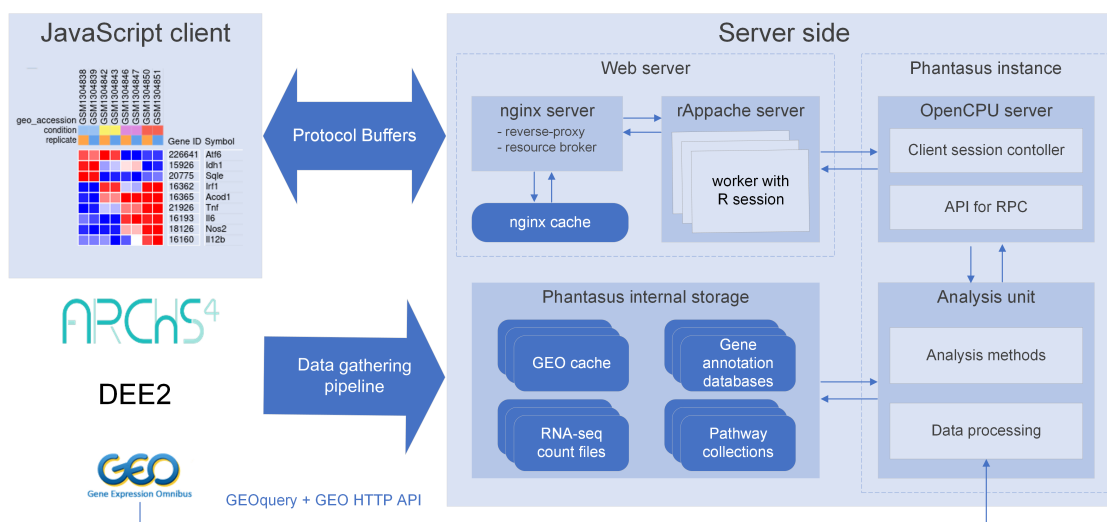 JavaScript client
GSM1304838
GSM1304839
GSM1304842
GSM1304843
GSM1304846
GSM1304847
GSM1304850
GSM1304851
geo_accession
condition
replicate
Gene ID Symbol
226641 Atf6
15926 Idh1
20775 Sqle
16362 Irf1
16365 Acod1
21926 Tnf
16193 Il6
18126 Nos2
16160 Il12b
Protocol Buffers
Server side
Web server
nginx server
- reverse-proxy
- resource broker
nginx cache
rAppache server
worker with
R session
Phantasus instance
OpenCPU server
Client session contoller
API for RPC
ARCHS4
DEE2
GEO
Gene Expression Omnibus
Data gathering
pipeline
GEOquery + GEO HTTP API
Phantasus internal storage
GEO cache
Gene
annotation
databases
RNA-seq
count files
Pathway
collections
Analysis unit
Analysis methods
Data processing